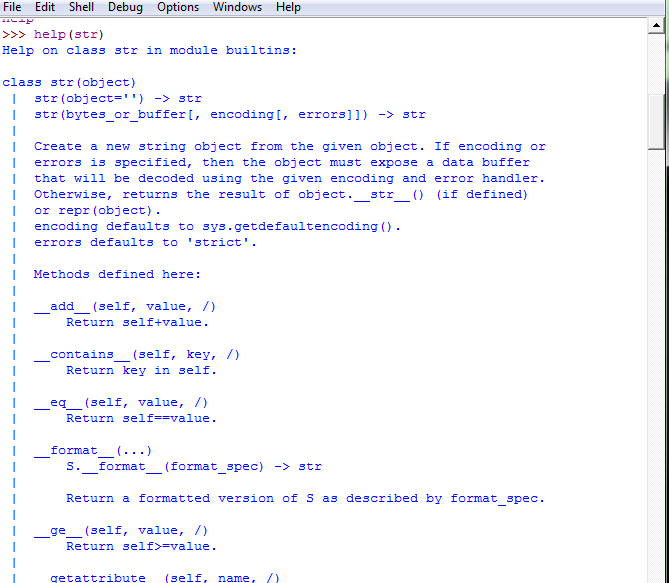 File Edit Shell Debug Options Windows Help
>>> help(str)
Help on class str in module builtins:
class str(object)
 |  str(object='') -> str
 |  str(bytes_or_buffer[, encoding[, errors]]) -> str
 |
 |  Create a new string object from the given object. If encoding or
 |  errors is specified, then the object must expose a data buffer
 |  that will be decoded using the given encoding and error handler.
 |  Otherwise, returns the result of object.__str__() (if defined)
 |  or repr(object).
 |  encoding defaults to sys.getdefaultencoding().
 |  errors defaults to 'strict'.
 |
 |  Methods defined here:
 |
 |  __add__(self, value, /)
 |      Return self+value.
 |
 |  __contains__(self, key, /)
 |      Return key in self.
 |
 |  __eq__(self, value, /)
 |      Return self==value.
 |
 |  __format__(...)
 |      S.__format__(format_spec) -> str
 |
 |      Return a formatted version of S as described by format_spec.
 |
 |  __ge__(self, value, /)
 |      Return self>=value.
 |
 |  __getattribute__(self, name, /)